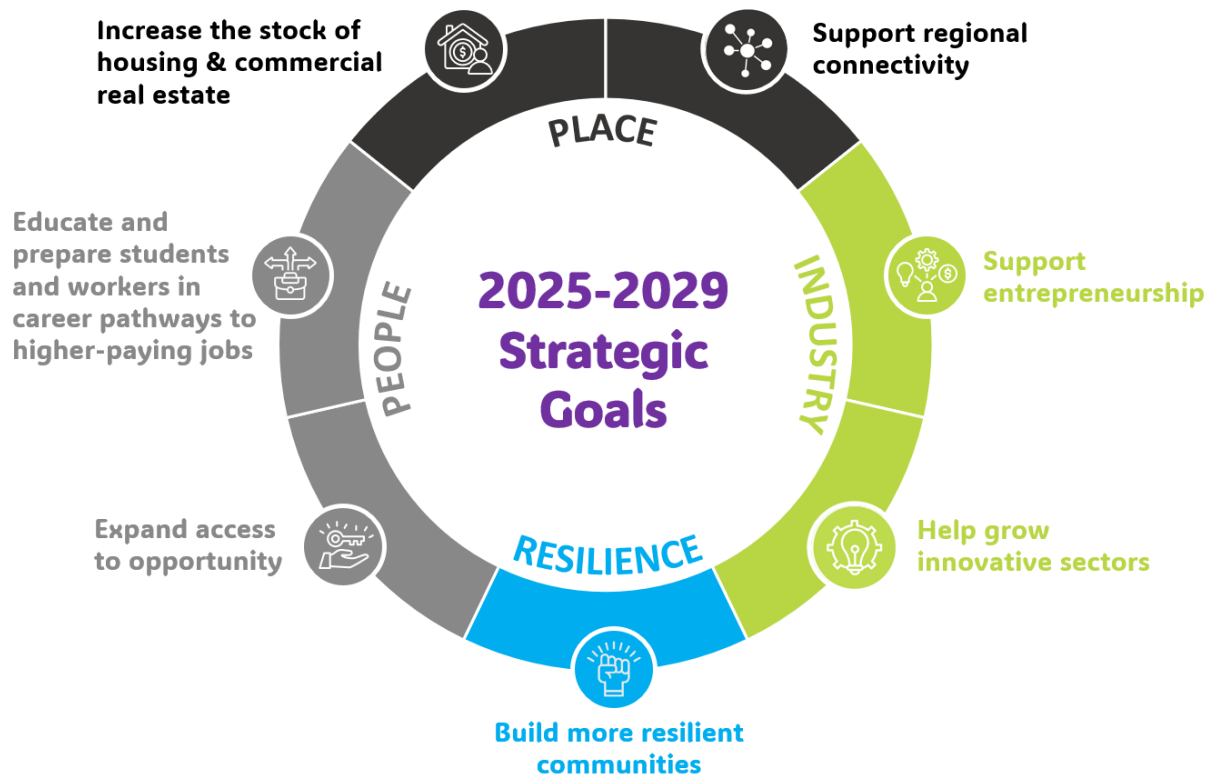 Increase the stock of
housing & commercial
real estate
Support regional
connectivity
PLACE
Educate and
prepare students
and workers in
career pathways to
higher-paying jobs
PEOPLE
2025-2029
Strategic
Goals
INDUSTRY
Support
entrepreneurship
Expand access
to opportunity
RESILIENCE
Help grow
innovative sectors
Build more resilient
communities
$
$